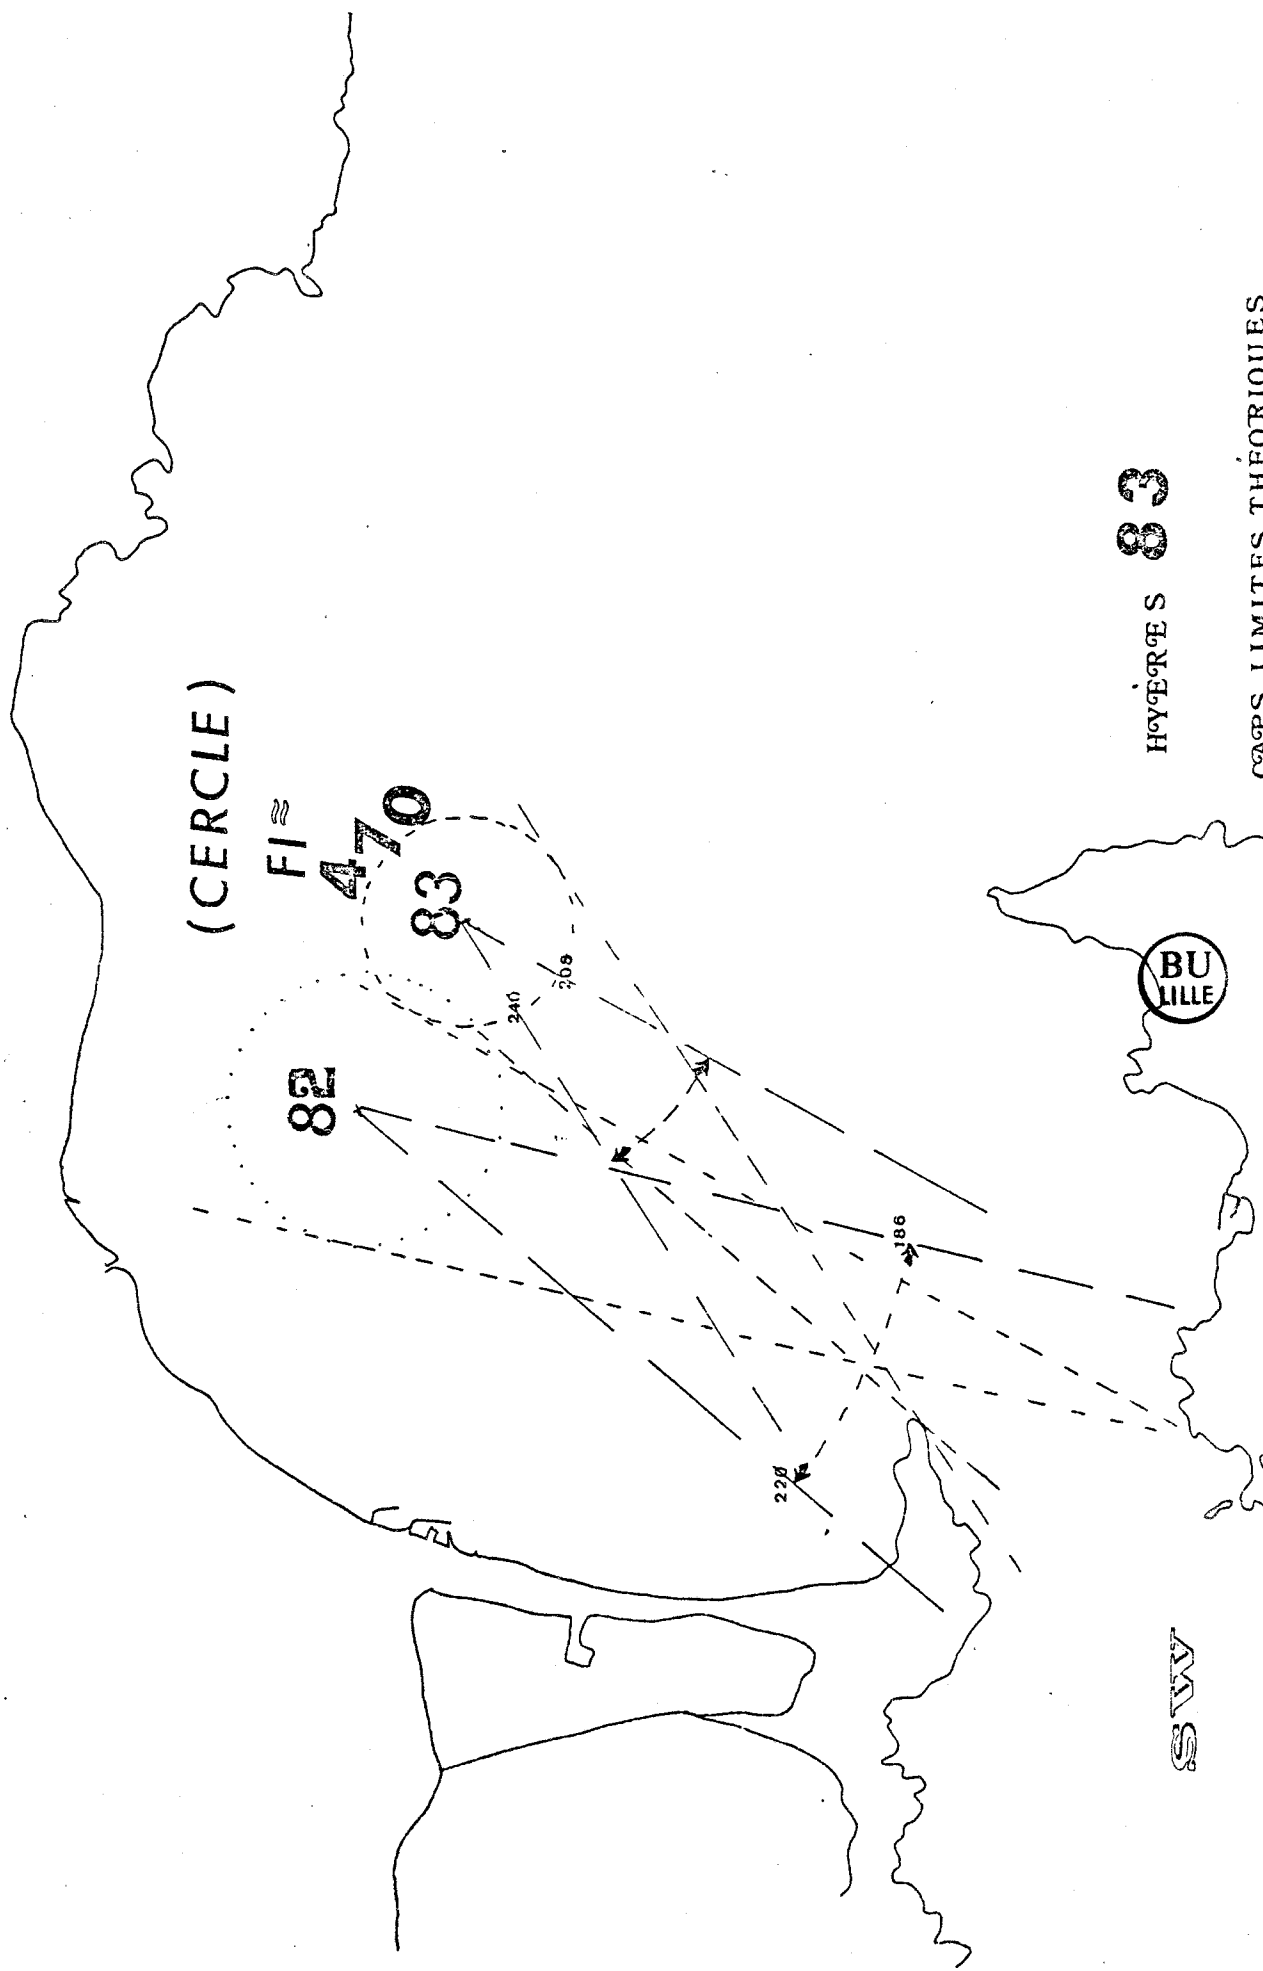 (CERCLE)
FI≈
470
83
82
240
208
186
220
HYÈRES 83
CAPS LIMITES THÉORIQUES
SW
BU
LILLE